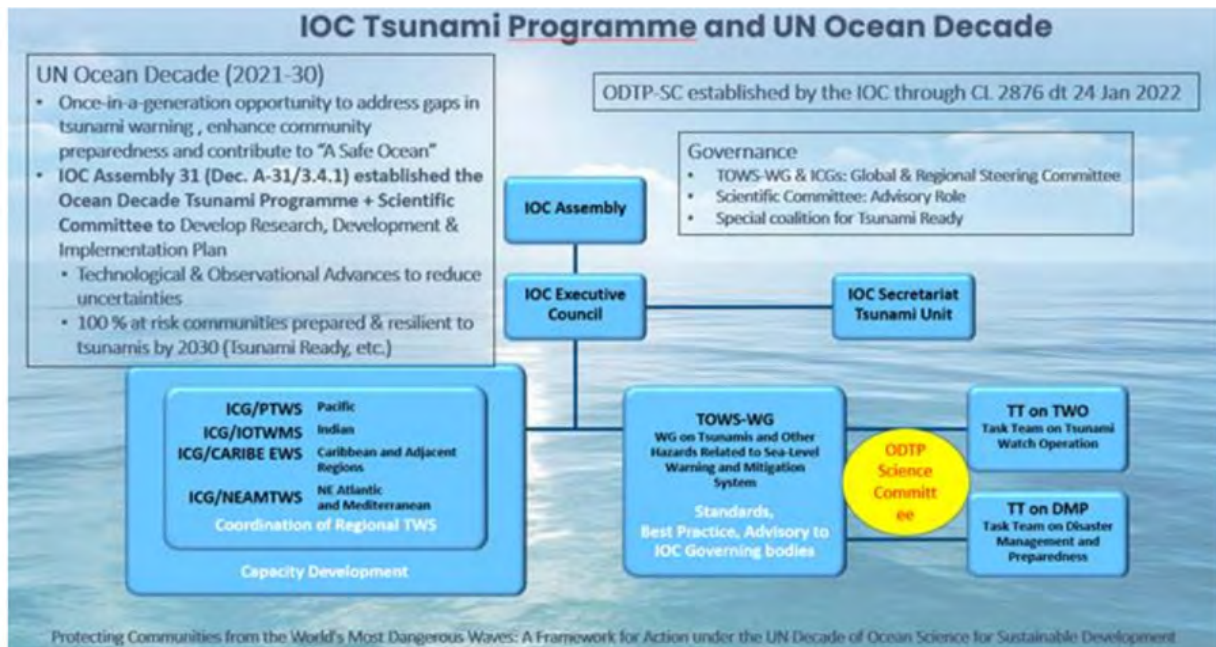 IOC Tsunami Programme and UN Ocean Decade
UN Ocean Decade (2021-30)
• Once-in-a-generation opportunity to address gaps in
tsunami warning , enhance community
preparedness and contribute to "A Safe Ocean"
• IOC Assembly 31 (Dec. A-31/3.4.1) established the
Ocean Decade Tsunami Programme + Scientific
Committee to Develop Research, Development &
Implementation Plan
• Technological & Observational Advances to reduce
uncertainties
• 100 % at risk communities prepared & resilient to
tsunamis by 2030 (Tsunami Ready, etc.)
ODTP-SC established by the IOC through CL 2876 dt 24 Jan 2022
Governance
• TOWS-WG & ICGs: Global & Regional Steering Committee
• Scientific Committee: Advisory Role
• Special coalition for Tsunami Ready
IOC Assembly
IOC Executive
Council
IOC Secretariat
Tsunami Unit
ICG/PTWS Pacific
ICG/IOTWMS Indian
ICG/CARIBE EWS Caribbean and Adjacent
Regions
ICG/NEAMTWS NE Atlantic
and Mediterranean
Coordination of Regional TWS
Capacity Development
TOWS-WG
WG on Tsunamis and Other
Hazards Related to Sea-Level
Warning and Mitigation
System
Standards,
Best Practice, Advisory to
IOC Governing bodies
ODTP
Science
Committ
ee
TT on TWO
Task Team on Tsunami
Watch Operation
TT on DMP
Task Team on Disaster
Management and
Preparedness
Protecting Communities from the World's Most Dangerous Waves: A Framework for Action under the UN Decade of Ocean Science for Sustainable Development